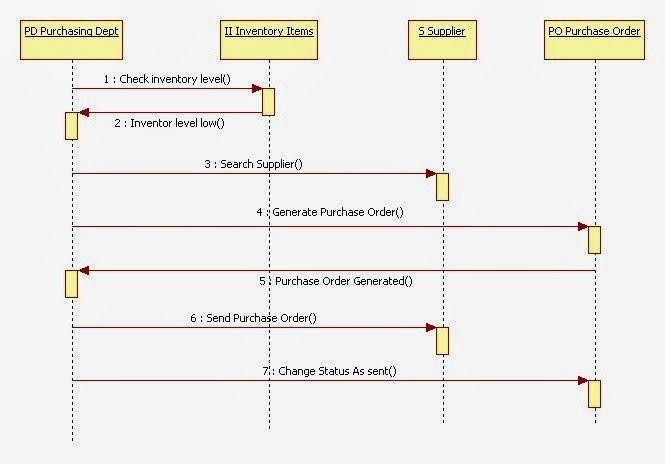 PD Purchasing Dept
II Inventory Items
S Supplier
PO Purchase Order
1 : Check inventory level()
2 : Inventor level low()
3 : Search Supplier()
4 : Generate Purchase Order()
5 : Purchase Order Generated()
6 : Send Purchase Order()
7 : Change Status As sent()